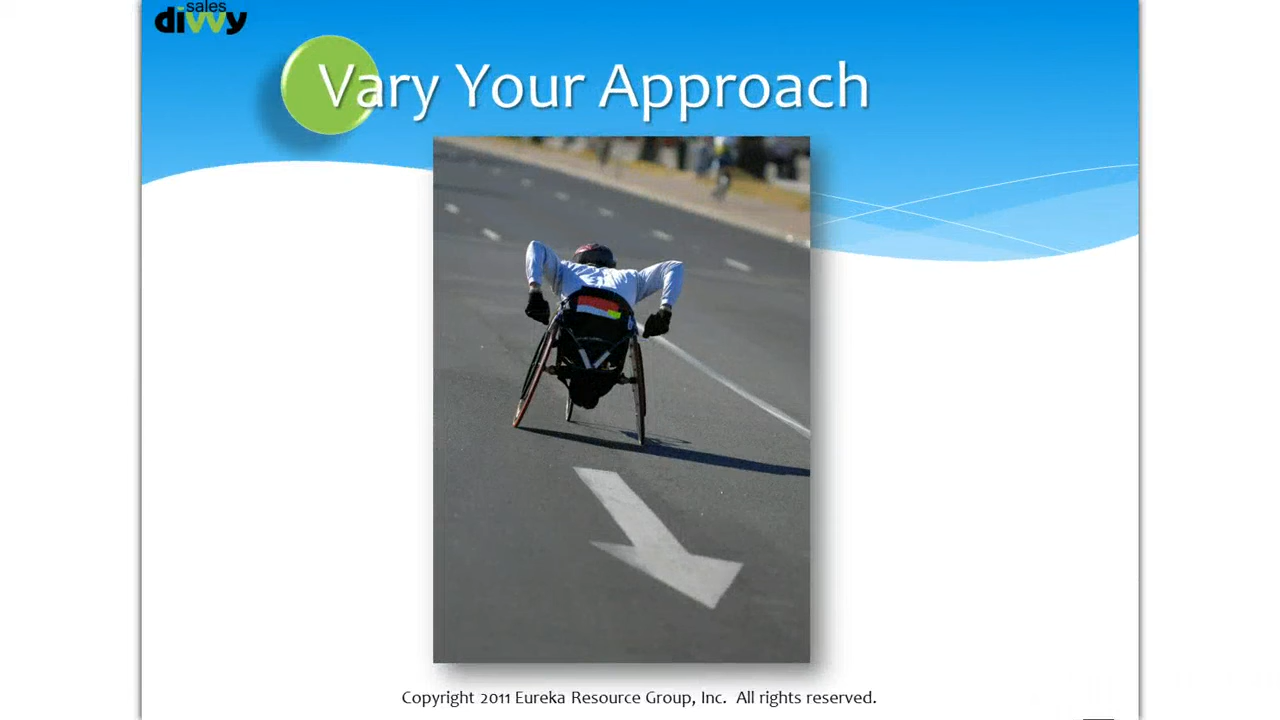 sales
divvy
Vary Your Approach
Copyright 2011 Eureka Resource Group, Inc. All rights reserved.